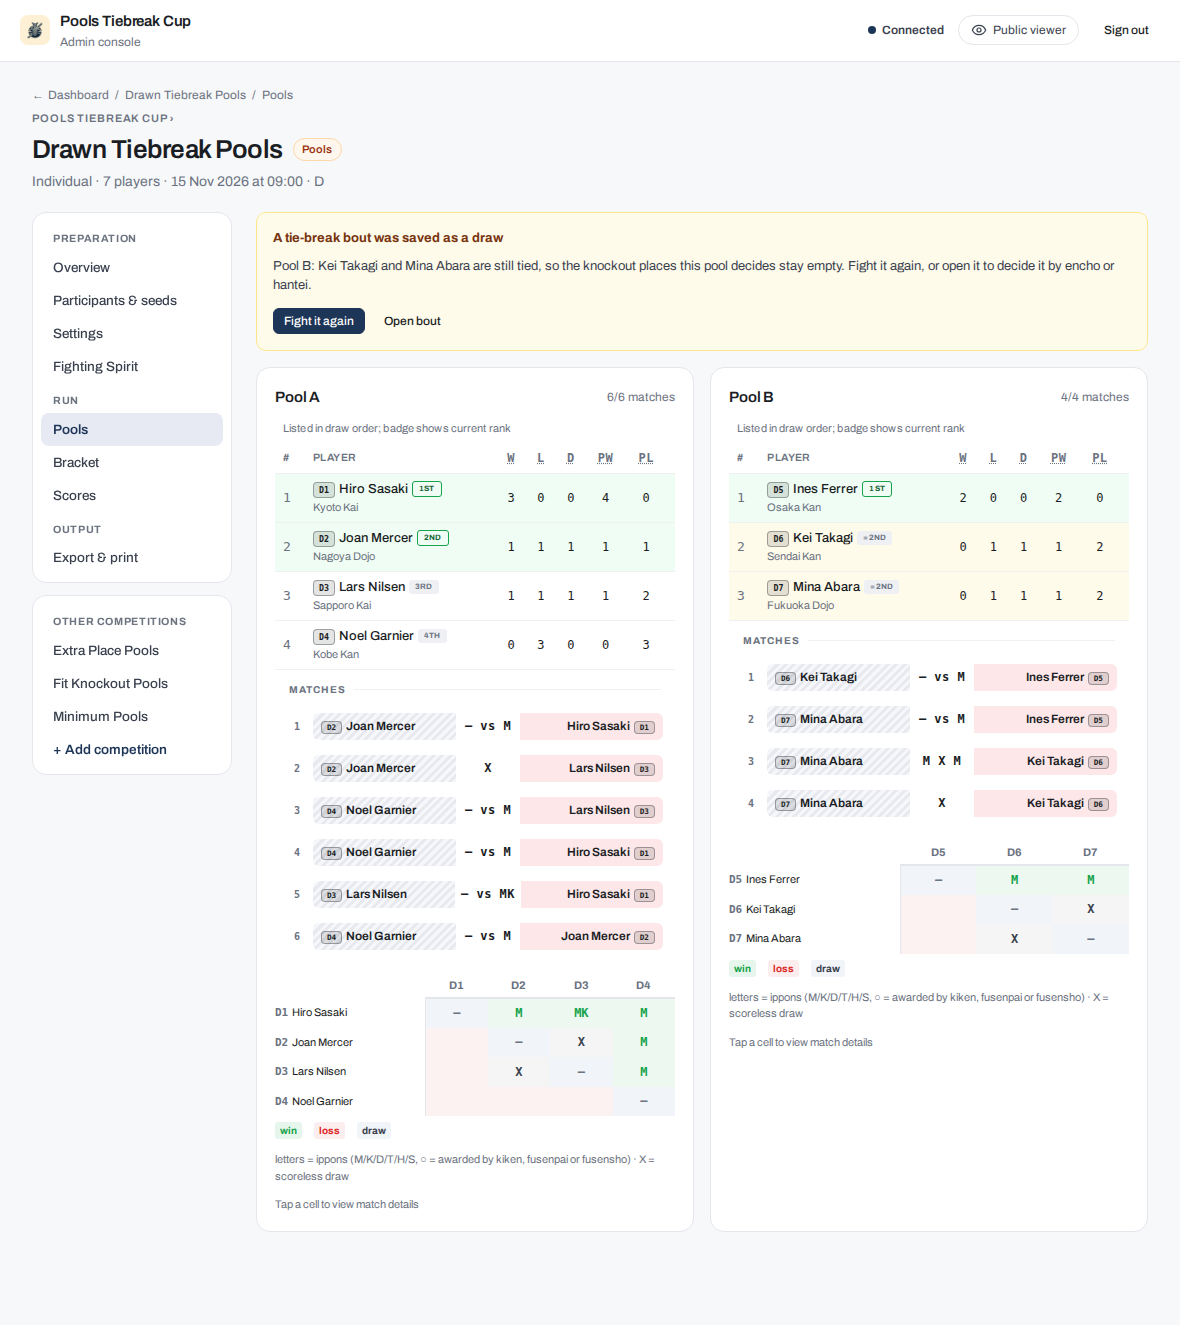 Pools Tiebreak Cup
Admin console
Connected
Public viewer
Sign out
← Dashboard / Drawn Tiebreak Pools / Pools
POOLS TIEBREAK CUP ›
Drawn Tiebreak Pools
Pools
Individual · 7 players · 15 Nov 2026 at 09:00 · D
PREPARATION
Overview
Participants & seeds
Settings
Fighting Spirit
RUN
Pools
Bracket
Scores
OUTPUT
Export & print
OTHER COMPETITIONS
Extra Place Pools
Fit Knockout Pools
Minimum Pools
+ Add competition
A tie-break bout was saved as a draw
Pool B: Kei Takagi and Mina Abara are still tied, so the knockout places this pool decides stay empty. Fight it again, or open it to decide it by encho or
hantei.
Fight it again
Open bout
Pool A
6/6 matches
Listed in draw order; badge shows current rank
# PLAYER W L D PW PL
1 D1 Hiro Sasaki 1ST 3 0 0 4 0
Kyoto Kai
2 D2 Joan Mercer 2ND 1 1 1 1 1
Nagoya Dojo
3 D3 Lars Nilsen 3RD 1 1 1 1 2
Sapporo Kai
4 D4 Noel Garnier 4TH 0 3 0 0 3
Kobe Kan
MATCHES
1 D2 Joan Mercer — vs M Hiro Sasaki D1
2 D2 Joan Mercer X Lars Nilsen D3
3 D4 Noel Garnier — vs M Lars Nilsen D3
4 D4 Noel Garnier — vs M Hiro Sasaki D1
5 D3 Lars Nilsen — vs MK Hiro Sasaki D1
6 D4 Noel Garnier — vs M Joan Mercer D2
D1 D2 D3 D4
D1 Hiro Sasaki — M MK M
D2 Joan Mercer — X M
D3 Lars Nilsen X — M
D4 Noel Garnier —
win loss draw
letters = ippons (M/K/D/T/H/S, ○ = awarded by kiken, fusenpai or fusensho) · X =
scoreless draw
Tap a cell to view match details
Pool B
4/4 matches
Listed in draw order; badge shows current rank
# PLAYER W L D PW PL
1 D5 Ines Ferrer 1ST 2 0 0 2 0
Osaka Kan
2 D6 Kei Takagi =2ND 0 1 1 1 2
Sendai Kan
3 D7 Mina Abara =2ND 0 1 1 1 2
Fukuoka Dojo
MATCHES
1 D6 Kei Takagi — vs M Ines Ferrer D5
2 D7 Mina Abara — vs M Ines Ferrer D5
3 D7 Mina Abara M X M Kei Takagi D6
4 D7 Mina Abara X Kei Takagi D6
D5 D6 D7
D5 Ines Ferrer — M M
D6 Kei Takagi — X
D7 Mina Abara X —
win loss draw
letters = ippons (M/K/D/T/H/S, ○ = awarded by kiken, fusenpai or fusensho) · X =
scoreless draw
Tap a cell to view match details